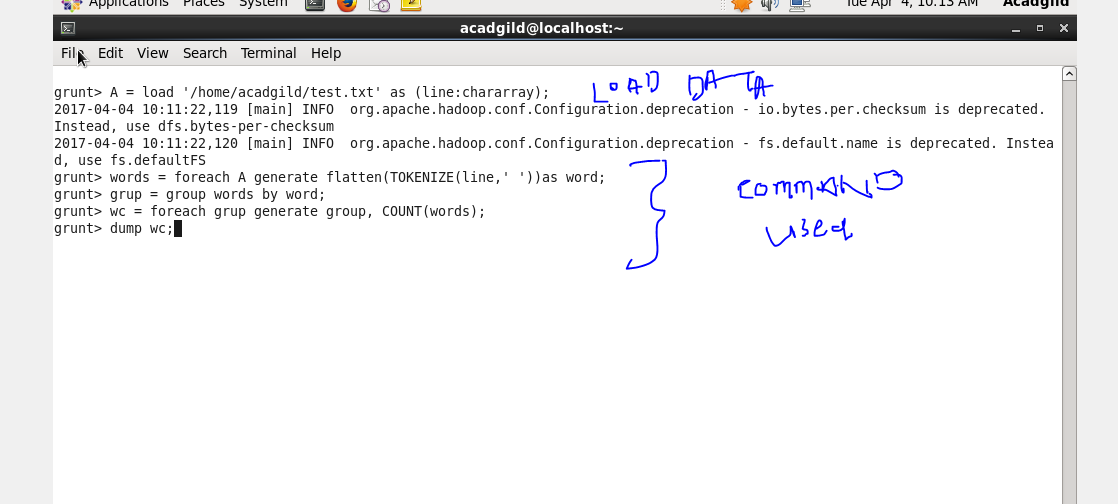 Applications Places System Tue Apr 4, 10:13 AM Acadgild
acadgild@localhost:~
File Edit View Search Terminal Help
grunt> A = load '/home/acadgild/test.txt' as (line:chararray); LOAD DATA
2017-04-04 10:11:22,119 [main] INFO  org.apache.hadoop.conf.Configuration.deprecation - io.bytes.per.checksum is deprecated.
Instead, use dfs.bytes-per-checksum
2017-04-04 10:11:22,120 [main] INFO  org.apache.hadoop.conf.Configuration.deprecation - fs.default.name is deprecated. Instea
d, use fs.defaultFS
grunt> words = foreach A generate flatten(TOKENIZE(line,' '))as word;
grunt> grup = group words by word;
grunt> wc = foreach grup generate group, COUNT(words);
grunt> dump wc;
COMMAND
used